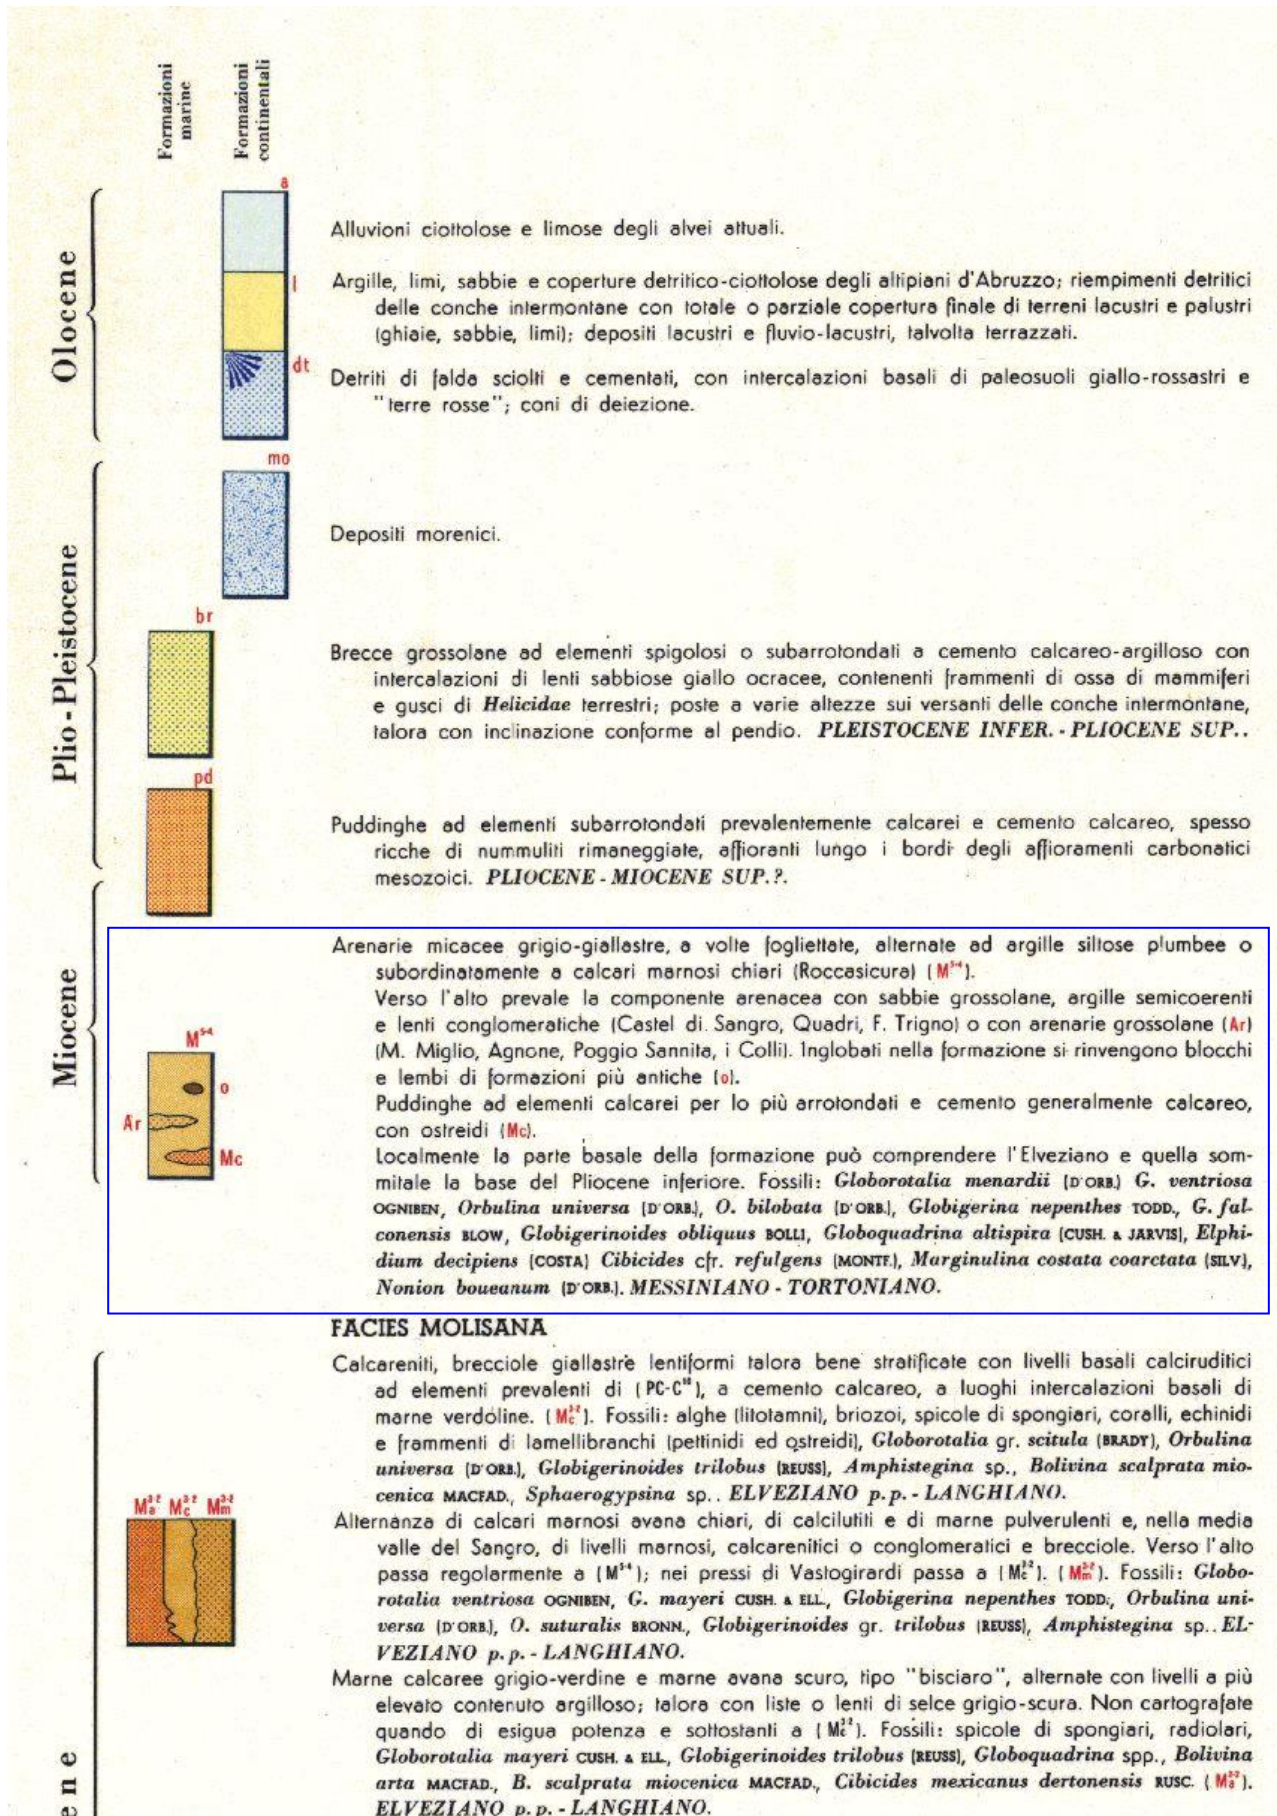 Formazioni
marine
Formazioni
continentali
Olocene
a
Alluvioni ciottolose e limose degli alvei attuali.
l
Argille, limi, sabbie e coperture detritico-ciottolose degli altipiani d'Abruzzo; riempimenti detritici
delle conche intermontane con totale o parziale copertura finale di terreni lacustri e palustri
(ghiaie, sabbie, limi); depositi lacustri e fluvio-lacustri, talvolta terrazzati.
dt
Detriti di falda sciolti e cementati, con intercalazioni basali di paleosuoli giallo-rossastri e
"terre rosse"; coni di deiezione.
Plio-Pleistocene
mo
Depositi morenici.
br
Brecce grossolane ad elementi spigolosi o subarrotondati a cemento calcareo-argilloso con
intercalazioni di lenti sabbiose giallo ocracee, contenenti frammenti di ossa di mammiferi
e gusci di Helicidae terrestri; poste a varie altezze sui versanti delle conche intermontane,
talora con inclinazione conforme al pendio. PLEISTOCENE INFER. - PLIOCENE SUP..
pd
Puddinghe ad elementi subarrotondati prevalentemente calcarei e cemento calcareo, spesso
ricche di nummuliti rimaneggiate, affioranti lungo i bordi degli affioramenti carbonatici
mesozoici. PLIOCENE - MIOCENE SUP.?.
Miocene
M⁵⁻⁴
o
Ar
Mc
Arenarie micacee grigio-giallastre, a volte fogliettate, alternate ad argille siltose plumbee o
subordinatamente a calcari marnosi chiari (Roccasicura) (M⁵⁻⁴).
Verso l'alto prevale la componente arenacea con sabbie grossolane, argille semicoerenti
e lenti conglomeratiche (Castel di Sangro, Quadri, F. Trigno) o con arenarie grossolane (Ar)
(M. Miglio, Agnone, Poggio Sannita, i Colli). Inglobati nella formazione si rinvengono blocchi
e lembi di formazioni più antiche (o).
Puddinghe ad elementi calcarei per lo più arrotondati e cemento generalmente calcareo,
con ostreidi (Mc).
Localmente la parte basale della formazione può comprendere l'Elveziano e quella som-
mitale la base del Pliocene inferiore. Fossili: Globorotalia menardii (D'ORB.) G. ventriosa
OGNIBEN, Orbulina universa (D'ORB.), O. bilobata (D'ORB.), Globigerina nepenthes TODD., G. fal-
conensis BLOW, Globigerinoides obliquus BOLLI, Globoquadrina altispira (CUSH. & JARVIS), Elphi-
dium decipiens (COSTA) Cibicides cfr. refulgens (MONTF.), Marginulina costata coarctata (SILV.),
Nonion boueanum (D'ORB.). MESSINIANO - TORTONIANO.
FACIES MOLISANA
Calcareniti, brecciole giallastre lentiformi talora bene stratificate con livelli basali calciruditici
ad elementi prevalenti di (PC-C¹⁰), a cemento calcareo, a luoghi intercalazioni basali di
marne verdoline. (Mc³⁻²). Fossili: alghe (litotamni), briozoi, spicole di spongiari, coralli, echinidi
e frammenti di lamellibranchi (pettinidi ed ostreidi), Globorotalia gr. scitula (BRADY), Orbulina
universa (D'ORB.), Globigerinoides trilobus (REUSS), Amphistegina sp., Bolivina scalprata mio-
cenica MACFAD., Sphaerogypsina sp.. ELVEZIANO p.p. - LANGHIANO.
Ma³⁻² Mc³⁻² Mm³⁻²
Alternanza di calcari marnosi avana chiari, di calcilutiti e di marne pulverulenti e, nella media
valle del Sangro, di livelli marnosi, calcarenitici o conglomeratici e brecciole. Verso l'alto
passa regolarmente a (M⁵⁻⁴); nei pressi di Vastogirardi passa a (Mc³⁻²). (Mm³⁻²). Fossili: Globo-
rotalia ventriosa OGNIBEN, G. mayeri CUSH. & ELL., Globigerina nepenthes TODD., Orbulina uni-
versa (D'ORB.), O. suturalis BRONN., Globigerinoides gr. trilobus (REUSS), Amphistegina sp.. EL-
VEZIANO p.p. - LANGHIANO.
Marne calcaree grigio-verdine e marne avana scuro, tipo "bisciaro", alternate con livelli a più
elevato contenuto argilloso; talora con liste o lenti di selce grigio-scura. Non cartografate
quando di esigua potenza e sottostanti a (Mc³⁻²). Fossili: spicole di spongiari, radiolari,
Globorotalia mayeri CUSH. & ELL., Globigerinoides trilobus (REUSS), Globoquadrina spp., Bolivina
arta MACFAD., B. scalprata miocenica MACFAD., Cibicides mexicanus dertonensis RUSC. (Ma³⁻²).
ELVEZIANO p.p. - LANGHIANO.